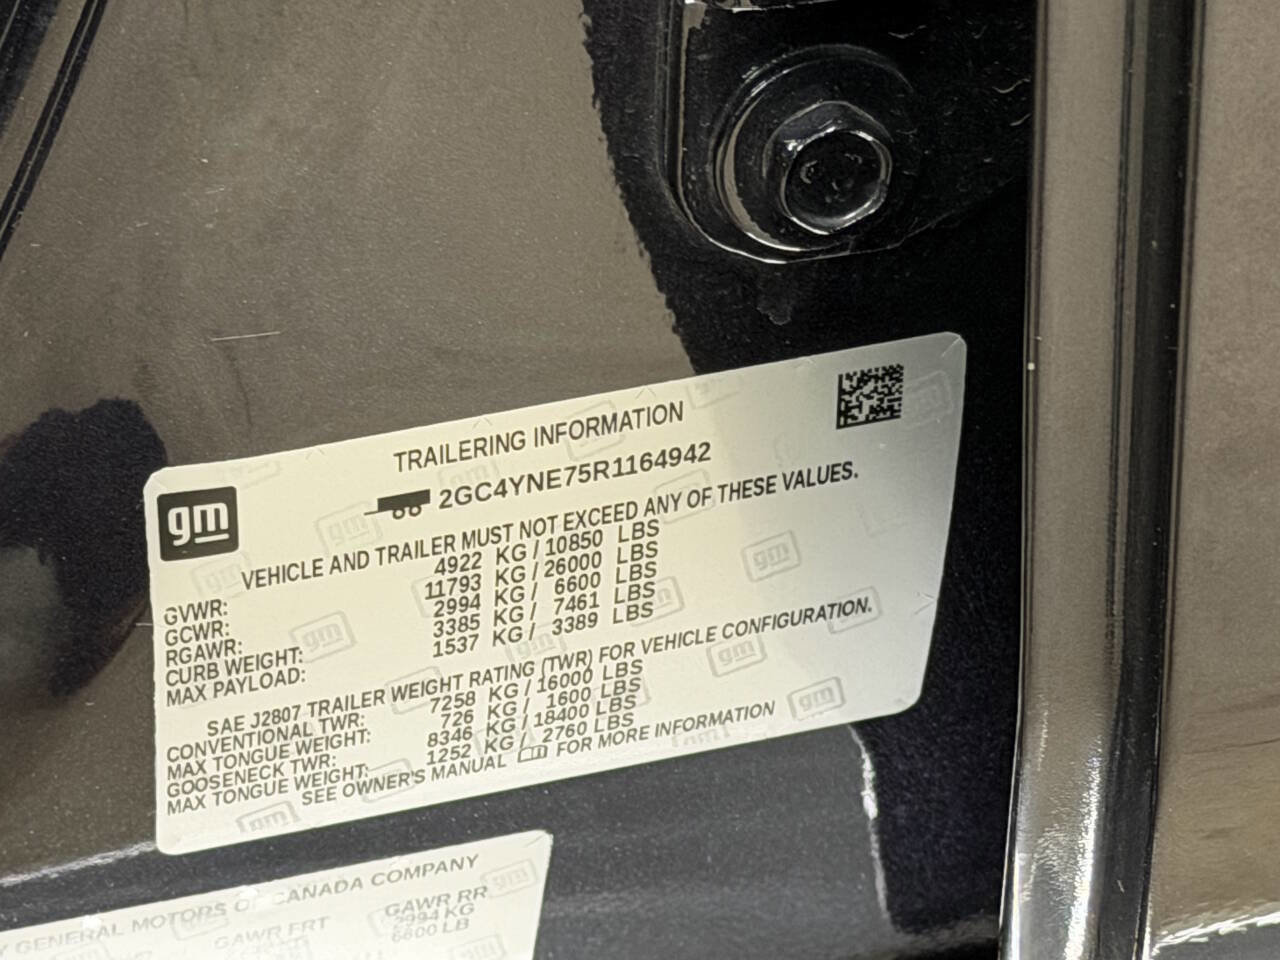 TRAILERING INFORMATION
gm 2GC4YNE75R1164942
VEHICLE AND TRAILER MUST NOT EXCEED ANY OF THESE VALUES.
GVWR: 4922 KG / 10850 LBS
GCWR: 11793 KG / 26000 LBS
RGAWR: 2994 KG / 6600 LBS
CURB WEIGHT: 3385 KG / 7461 LBS
MAX PAYLOAD: 1537 KG / 3389 LBS
SAE J2807 TRAILER WEIGHT RATING (TWR) FOR VEHICLE CONFIGURATION.
CONVENTIONAL TWR: 7258 KG / 16000 LBS
MAX TONGUE WEIGHT: 726 KG / 1600 LBS
GOOSENECK TWR: 8346 KG / 18400 LBS
MAX TONGUE WEIGHT: 1252 KG / 2760 LBS
SEE OWNER'S MANUAL FOR MORE INFORMATION
GENERAL MOTORS OF CANADA COMPANY
GAWR FRT GAWR RR
2994 KG
6600 LB